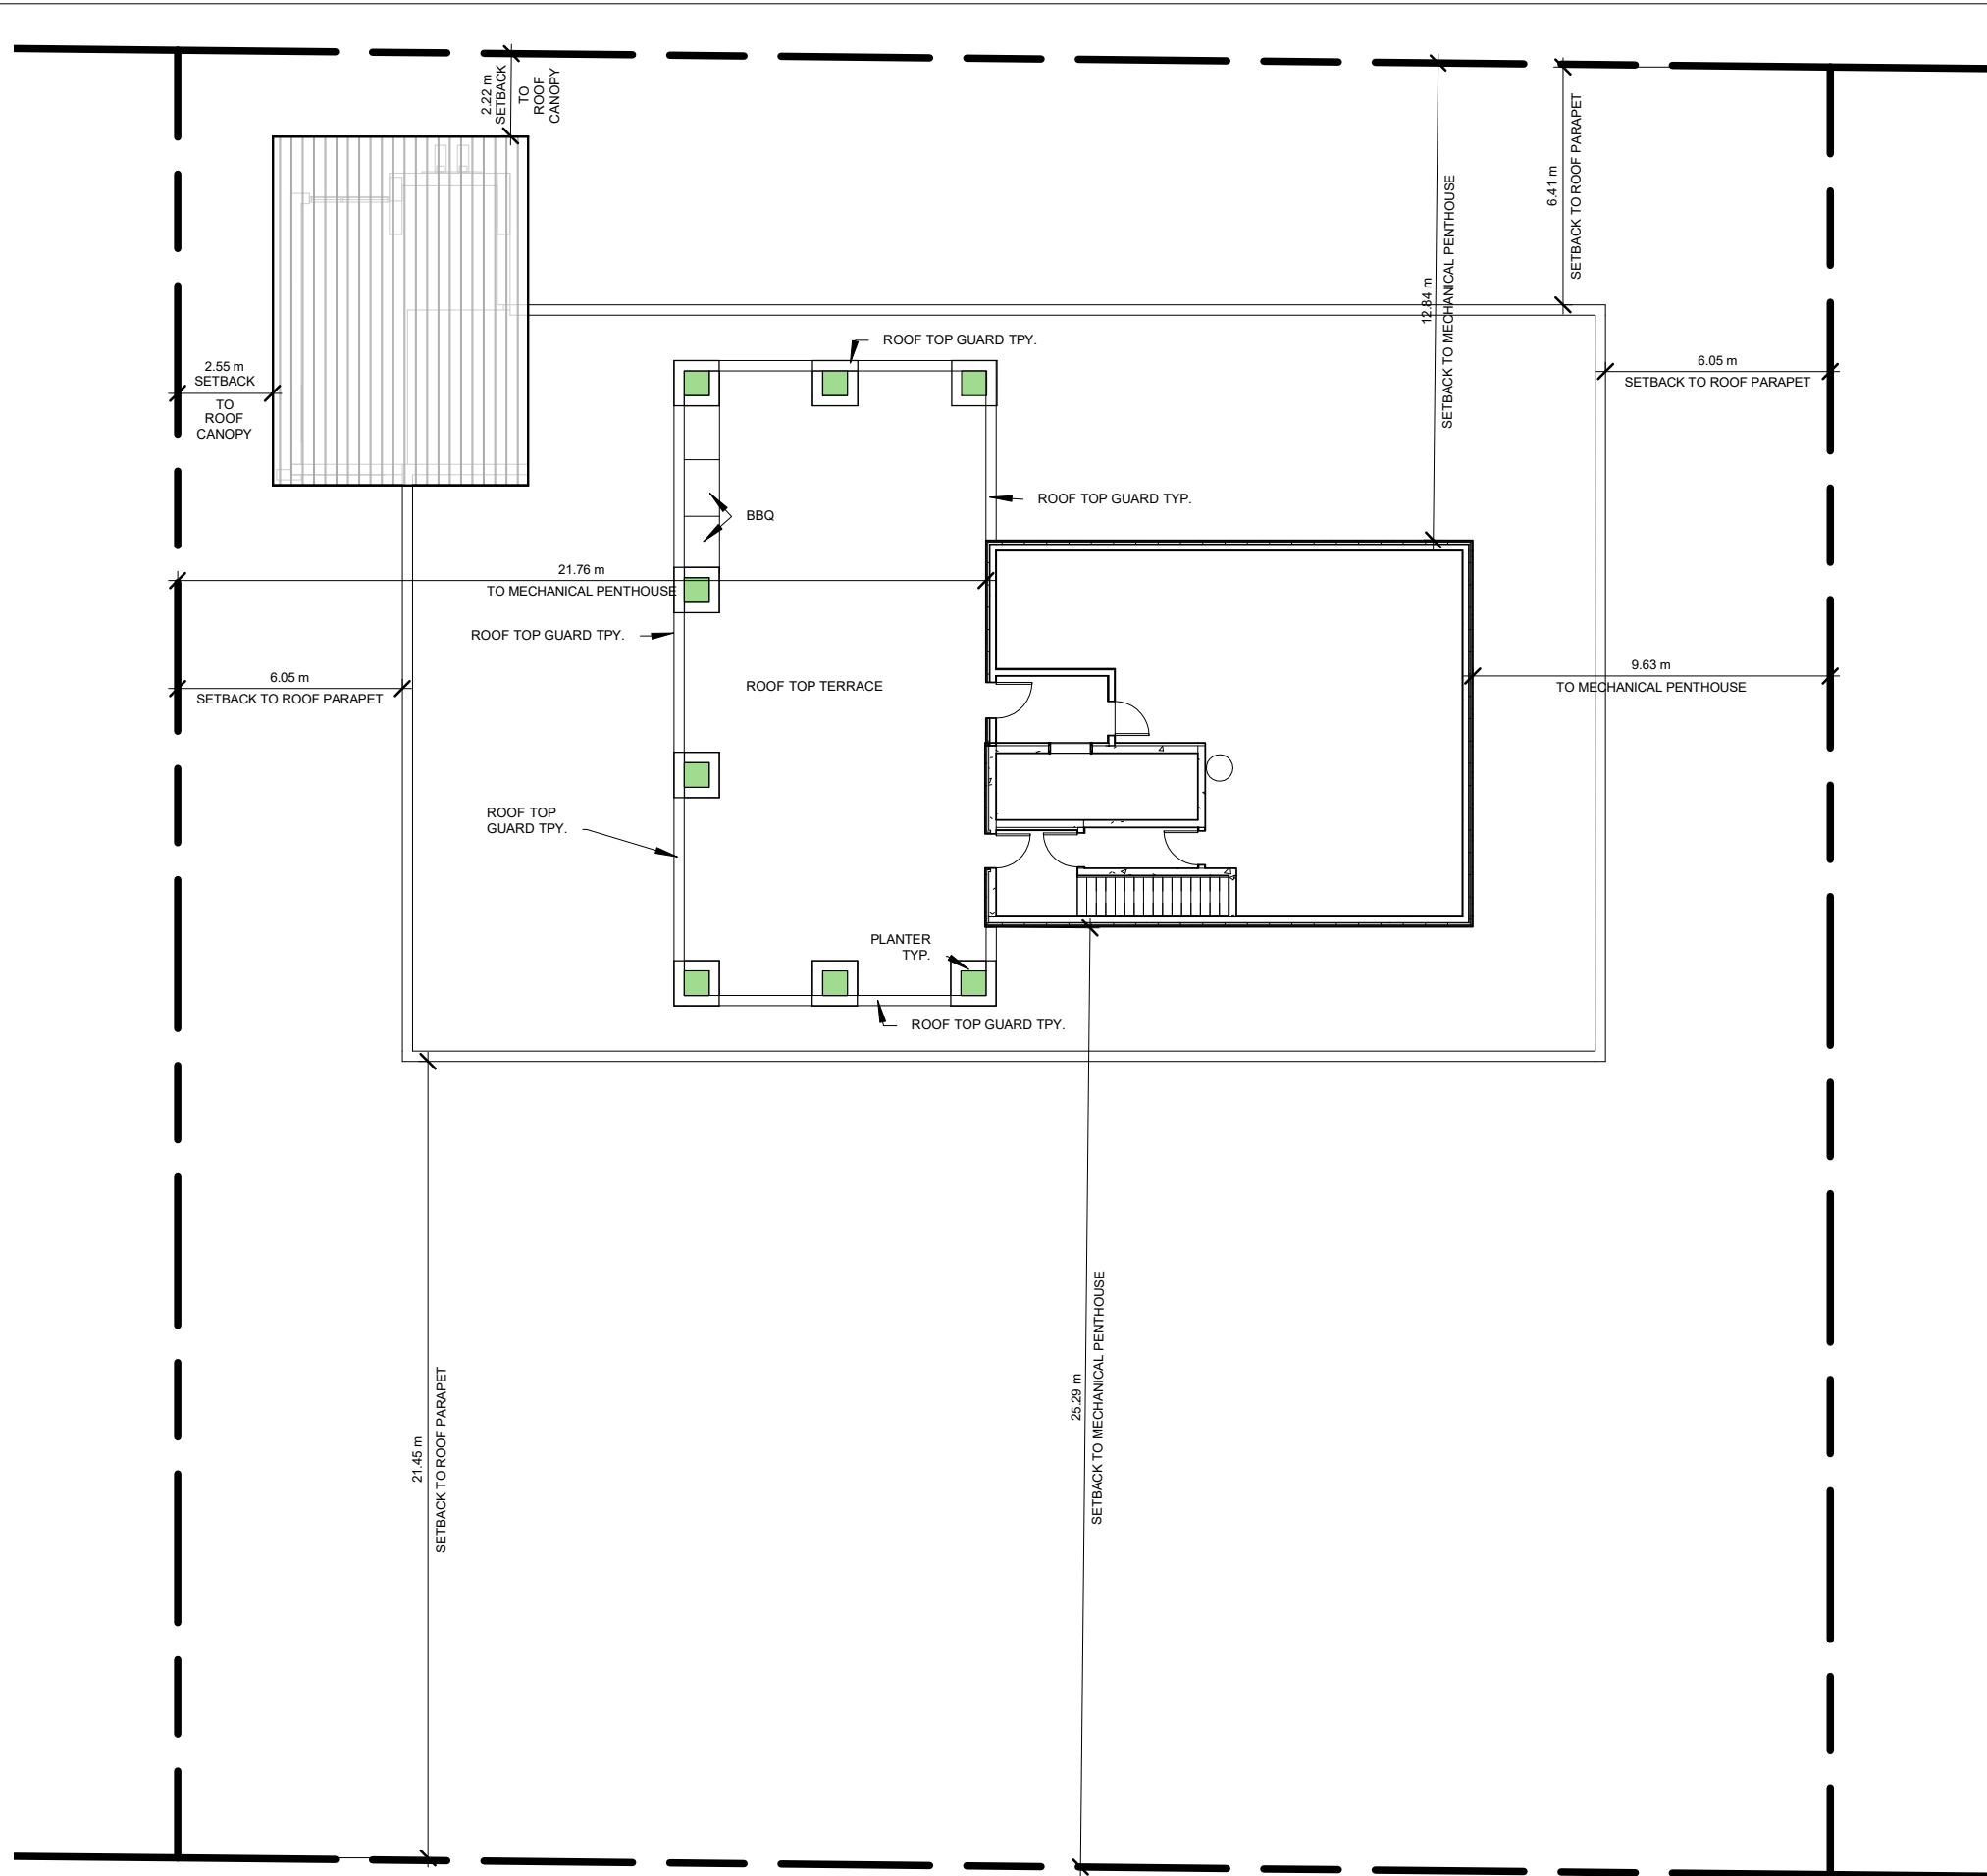 2.22 m
SETBACK
TO
ROOF
CANOPY
12.84 m
SETBACK TO MECHANICAL PENTHOUSE
6.41 m
SETBACK TO ROOF PARAPET
ROOF TOP GUARD TPY.
2.55 m
SETBACK
TO
ROOF
CANOPY
6.05 m
SETBACK TO ROOF PARAPET
ROOF TOP GUARD TYP.
BBQ
21.76 m
TO MECHANICAL PENTHOUSE
ROOF TOP GUARD TPY.
6.05 m
SETBACK TO ROOF PARAPET
ROOF TOP TERRACE
9.63 m
TO MECHANICAL PENTHOUSE
ROOF TOP
GUARD TPY.
PLANTER
TYP.
ROOF TOP GUARD TPY.
21.45 m
SETBACK TO ROOF PARAPET
25.29 m
SETBACK TO MECHANICAL PENTHOUSE